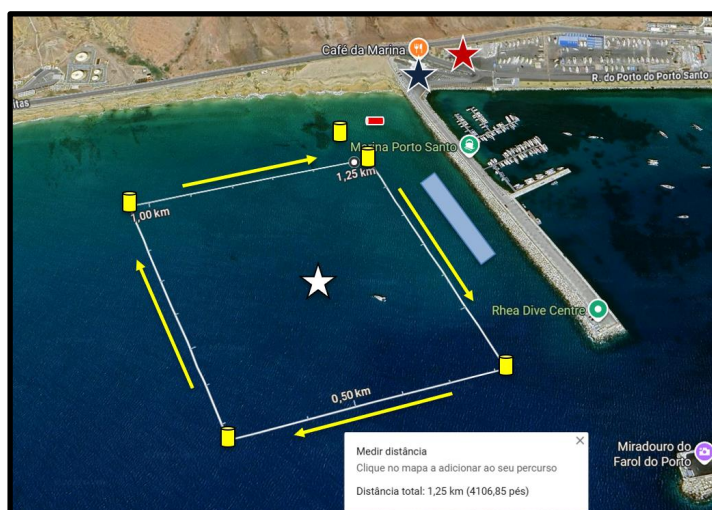 Café da Marina
R. do Porto do Porto Santo
itas
Marina Porto Santo
1,25 km
1,00 km
Rhea Dive Centre
0,50 km
Medir distância
Clique no mapa a adicionar ao seu percurso
Distância total: 1,25 km (4106,85 pés)
Miradouro do
Farol do Porto